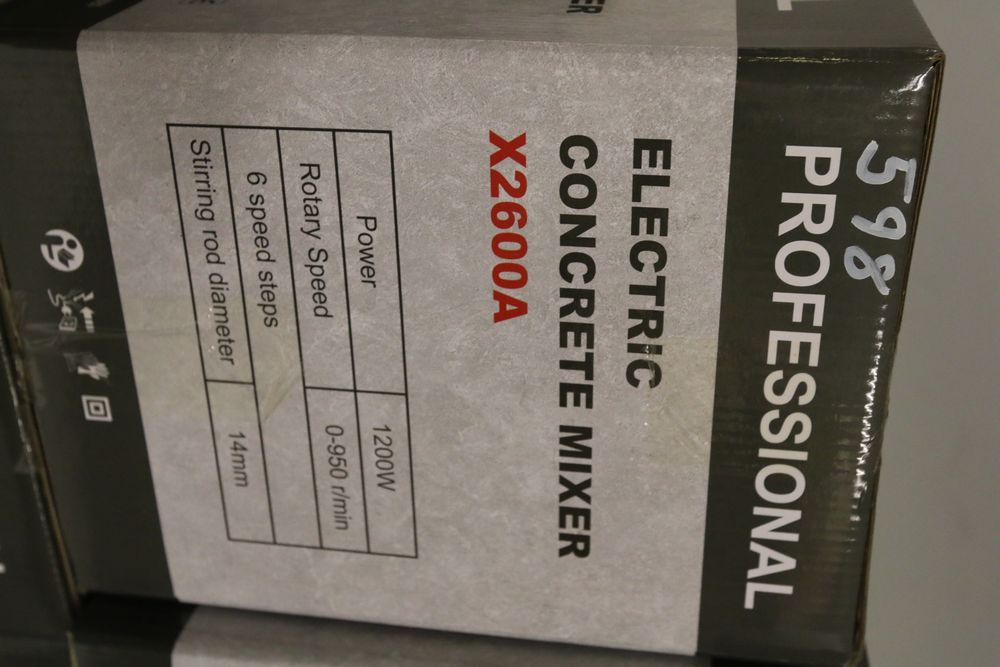 598
PROFESSIONAL
ELECTRIC
CONCRETE MIXER
X2600A
Power 1200W
Rotary Speed 0-950 r/min
6 speed steps
Stirring rod diameter 14mm
ER